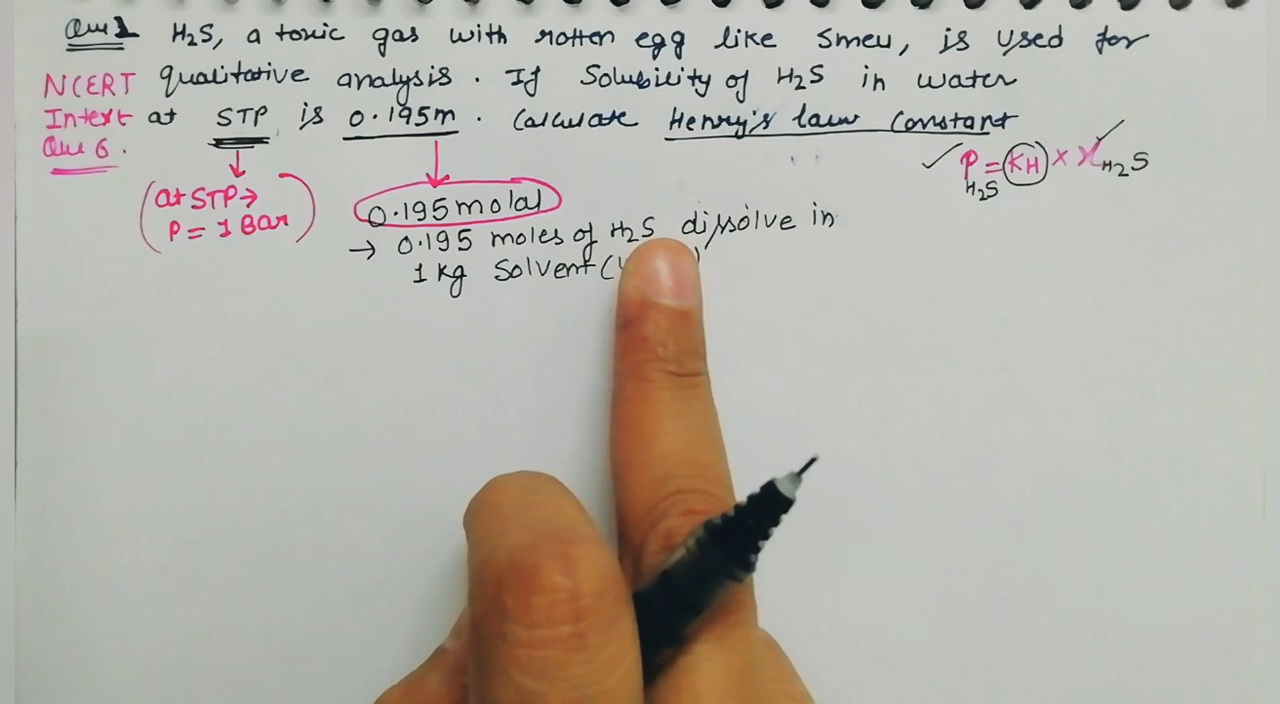 Que 1 H₂S, a toxic gas with rotten egg like smell, is used for
NCERT qualitative analysis. If Solubility of H₂S in water
Intext at STP is 0.195m. Calculate Henry's law Constant
Que 6.
P H₂S = KH × x H₂S
at STP→
P = 1 Bar
0.195 molal
→ 0.195 moles of H₂S dissolve in
1 kg Solvent (